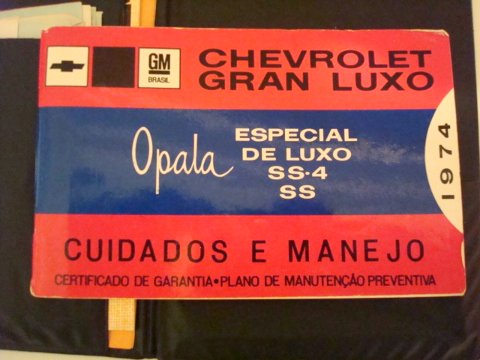 GM
BRASIL
CHEVROLET
GRAN LUXO
Opala
ESPECIAL
DE LUXO
SS·4
SS
1974
CUIDADOS E MANEJO
CERTIFICADO DE GARANTIA•PLANO DE MANUTENÇÃO PREVENTIVA